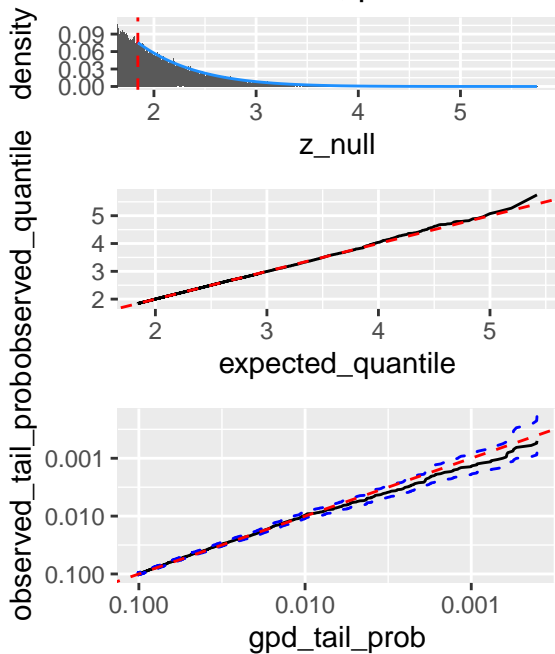 density
0.09
0.06
0.03
0.00
2 3 4 5
z_null
observed_quantile
5
4
3
2
2 3 4 5
expected_quantile
observed_tail_prob
0.001
0.010
0.100
0.100 0.010 0.001
gpd_tail_prob